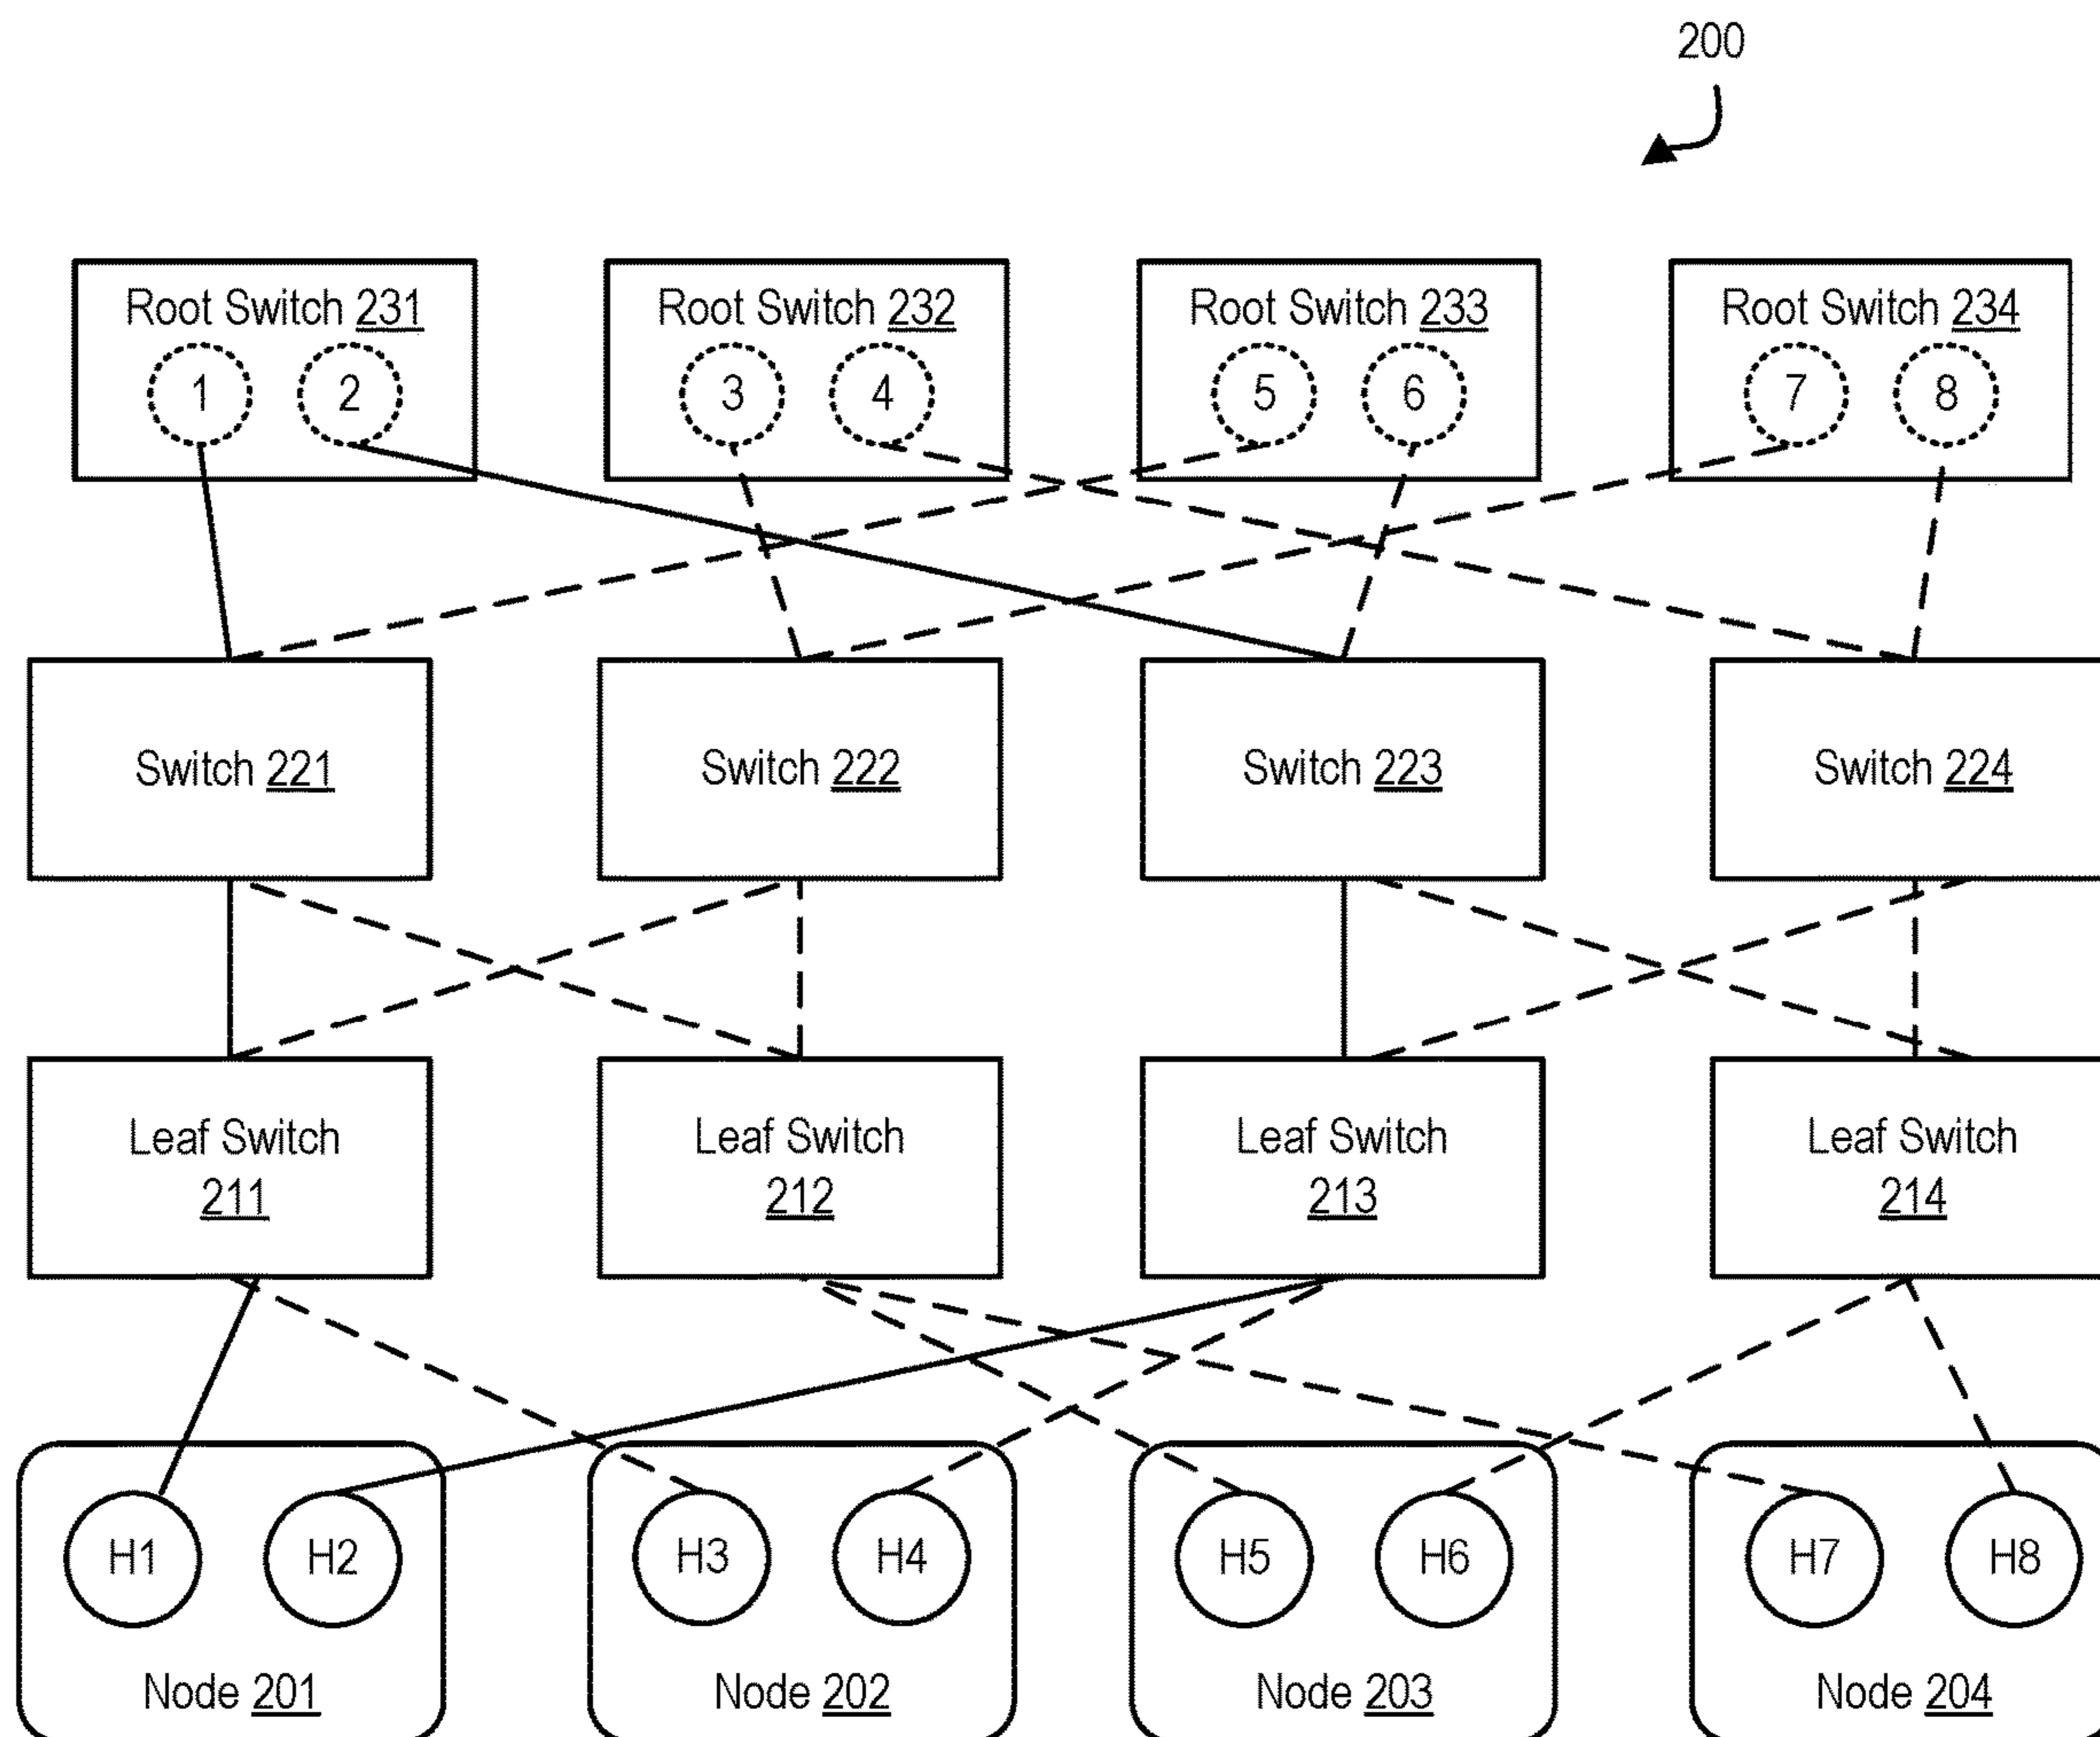 200
Root Switch 231
Root Switch 232
Root Switch 233
Root Switch 234
1
2
3
4
5
6
7
8
Switch 221
Switch 222
Switch 223
Switch 224
Leaf Switch
211
Leaf Switch
212
Leaf Switch
213
Leaf Switch
214
H1
H2
H3
H4
H5
H6
H7
H8
Node 201
Node 202
Node 203
Node 204